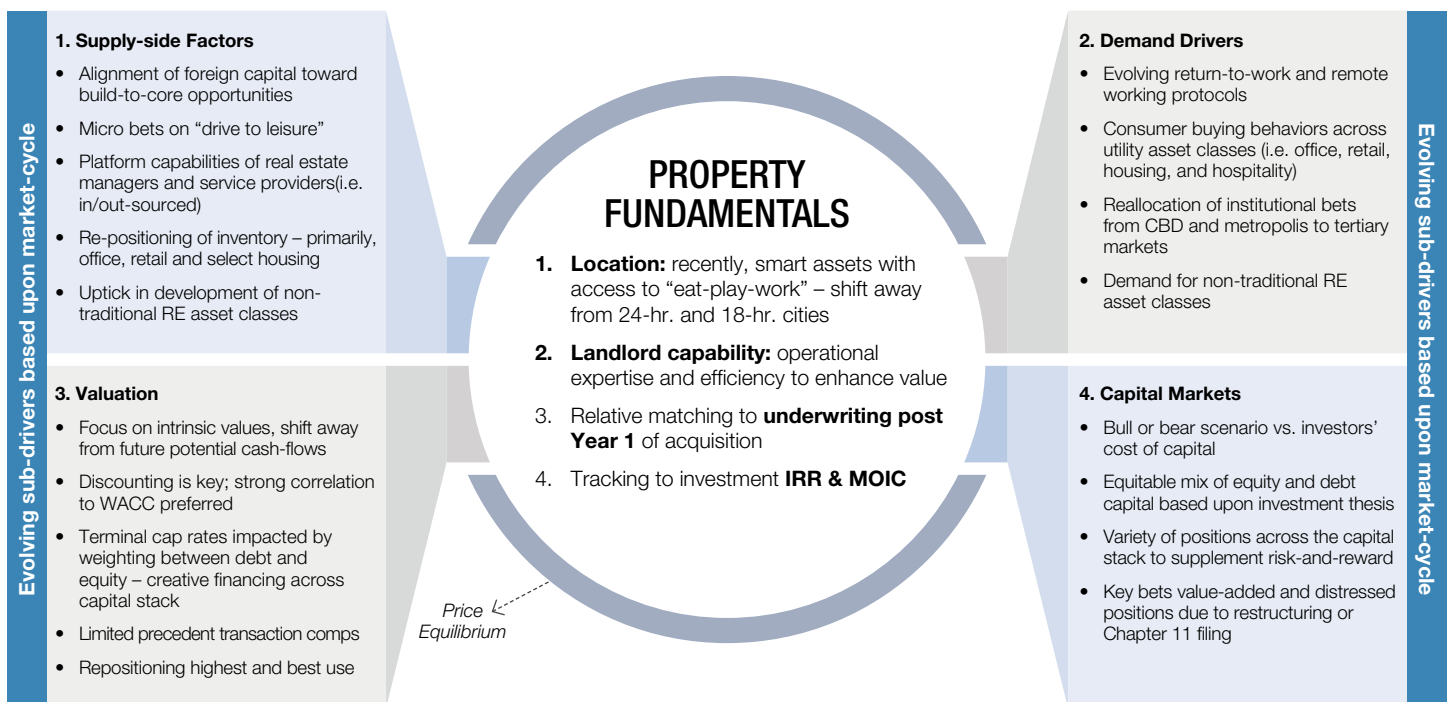 Evolving sub-drivers based upon market-cycle
1. Supply-side Factors
• Alignment of foreign capital toward
build-to-core opportunities
• Micro bets on “drive to leisure”
• Platform capabilities of real estate
managers and service providers(i.e.
in/out-sourced)
• Re-positioning of inventory – primarily,
office, retail and select housing
• Uptick in development of non-
traditional RE asset classes
3. Valuation
• Focus on intrinsic values, shift away
from future potential cash-flows
• Discounting is key; strong correlation
to WACC preferred
• Terminal cap rates impacted by
weighting between debt and
equity – creative financing across
capital stack
• Limited precedent transaction comps
• Repositioning highest and best use
PROPERTY
FUNDAMENTALS
1. Location: recently, smart assets with
access to “eat-play-work” – shift away
from 24-hr. and 18-hr. cities
2. Landlord capability: operational
expertise and efficiency to enhance value
3. Relative matching to underwriting post
Year 1 of acquisition
4. Tracking to investment IRR & MOIC
Price
Equilibrium
2. Demand Drivers
• Evolving return-to-work and remote
working protocols
• Consumer buying behaviors across
utility asset classes (i.e. office, retail,
housing, and hospitality)
• Reallocation of institutional bets
from CBD and metropolis to tertiary
markets
• Demand for non-traditional RE
asset classes
4. Capital Markets
• Bull or bear scenario vs. investors’
cost of capital
• Equitable mix of equity and debt
capital based upon investment thesis
• Variety of positions across the capital
stack to supplement risk-and-reward
• Key bets value-added and distressed
positions due to restructuring or
Chapter 11 filing
Evolving sub-drivers based upon market-cycle